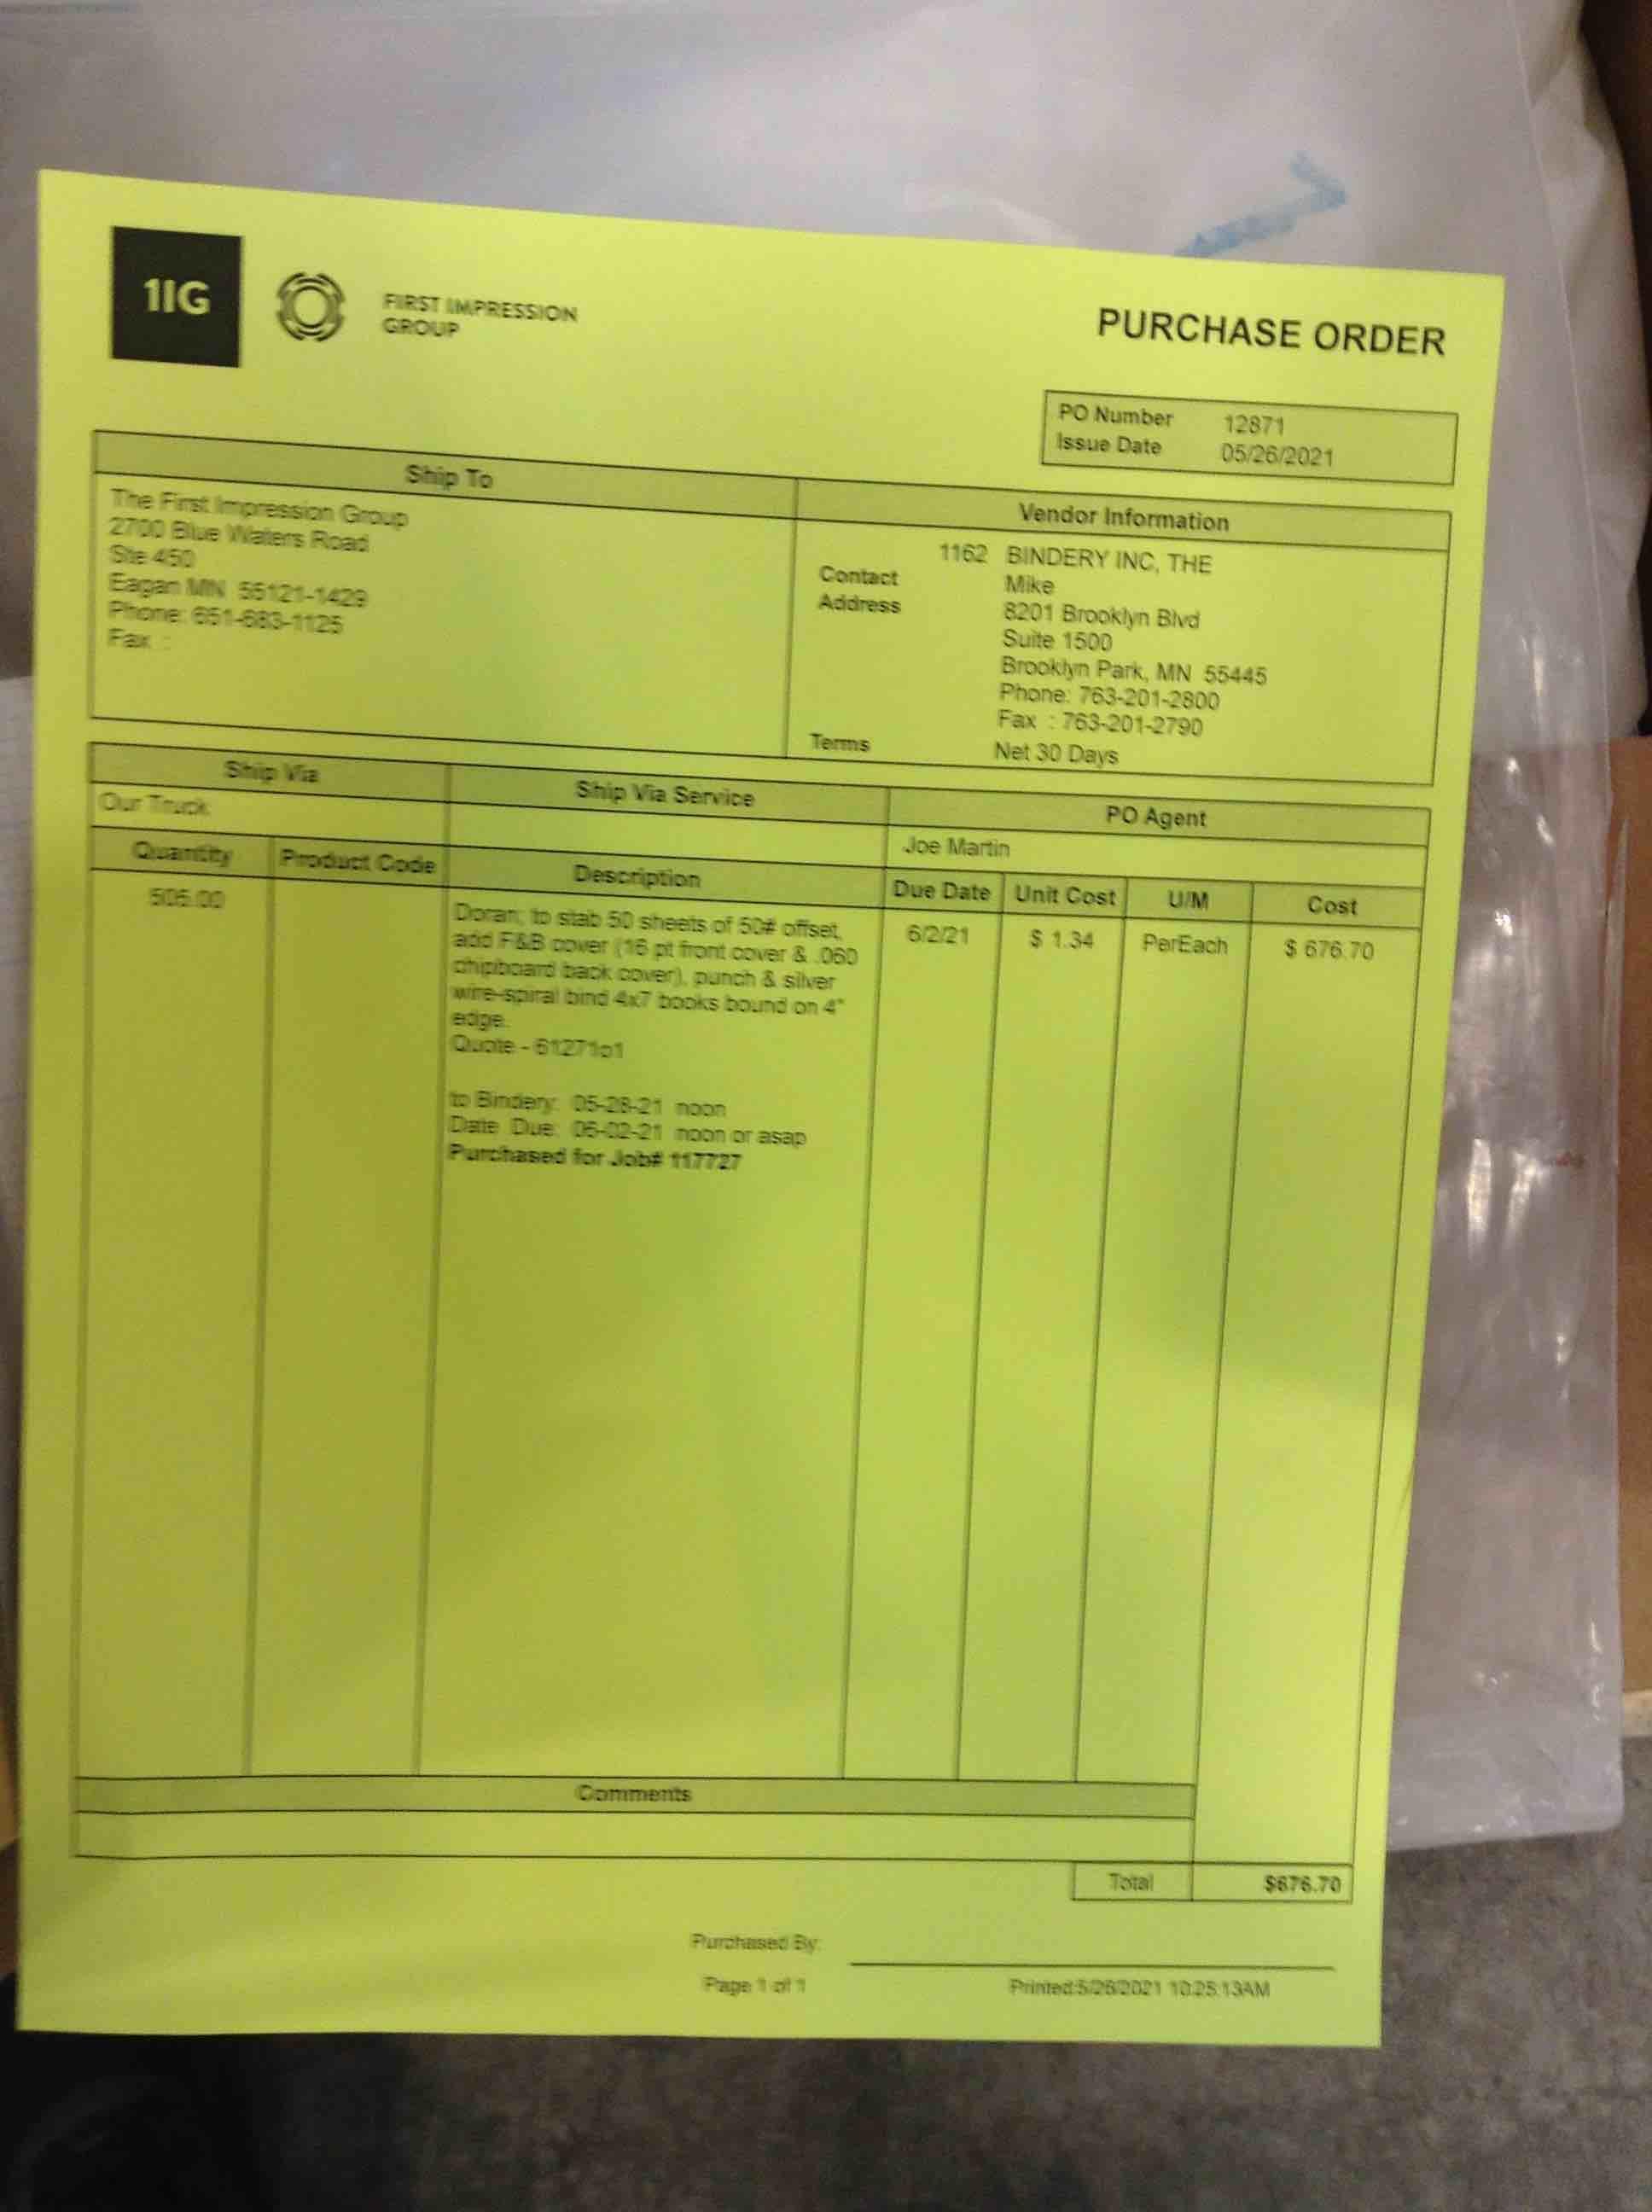 1IG
FIRST IMPRESSION
GROUP
PURCHASE ORDER
PO Number 12871
Issue Date 05/26/2021
Ship To
The First Impression Group
2700 Blue Waters Road
Ste 450
Eagan MN 55121-1429
Phone: 651-683-1125
Fax :
Vendor Information
1162 BINDERY INC, THE
Contact Mike
Address 8201 Brooklyn Blvd
Suite 1500
Brooklyn Park, MN 55445
Phone: 763-201-2800
Fax : 763-201-2790
Terms Net 30 Days
Ship Via Ship Via Service PO Agent
Our Truck Joe Martin
Quantity Product Code Description Due Date Unit Cost U/M Cost
505.00 6/2/21 $ 1.34 PerEach $ 676.70
Doran; to stab 50 sheets of 50# offset,
add F&B cover (16 pt front cover & .060
chipboard back cover), punch & silver
wire-spiral bind 4x7 books bound on 4"
edge.
Quote - 61271o1
to Bindery: 05-28-21 noon
Date Due: 06-02-21 noon or asap
Purchased for Job# 117727
Comments
Total $676.70
Purchased By:
Page 1 of 1 Printed:5/26/2021 10:25:13AM